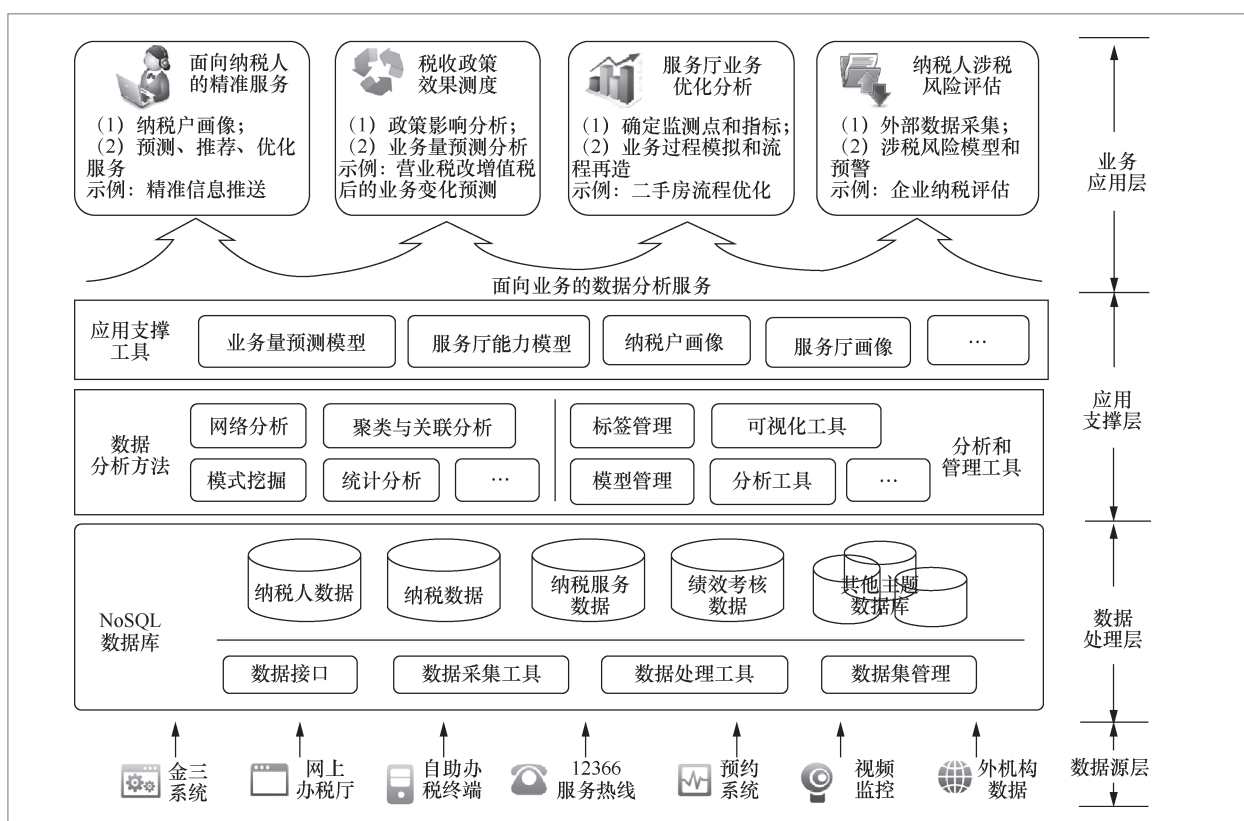 面向纳税人
的精准服务
(1) 纳税户画像；
(2) 预测、推荐、优化
服务
示例：精准信息推送
税收政策
效果测度
(1) 政策影响分析；
(2) 业务量预测分析
示例：营业税改增值税
后的业务变化预测
服务厅业务
优化分析
(1) 确定监测点和指标；
(2) 业务过程模拟和流
程再造
示例：二手房流程优化
纳税人涉税
风险评估
(1) 外部数据采集；
(2) 涉税风险模型和
预警
示例：企业纳税评估
业务
应用层
面向业务的数据分析服务
应用支撑
工具
业务量预测模型
服务厅能力模型
纳税户画像
服务厅画像
…
数据
分析方法
网络分析
聚类与关联分析
模式挖掘
统计分析
…
标签管理
可视化工具
模型管理
分析工具
…
分析和
管理工具
应用
支撑层
NoSQL
数据库
纳税人数据
纳税数据
纳税服务
数据
绩效考核
数据
其他主题
数据库
数据接口
数据采集工具
数据处理工具
数据集管理
数据
处理层
金三
系统
网上
办税厅
自助办
税终端
12366
服务热线
预约
系统
视频
监控
外机构
数据
数据源层